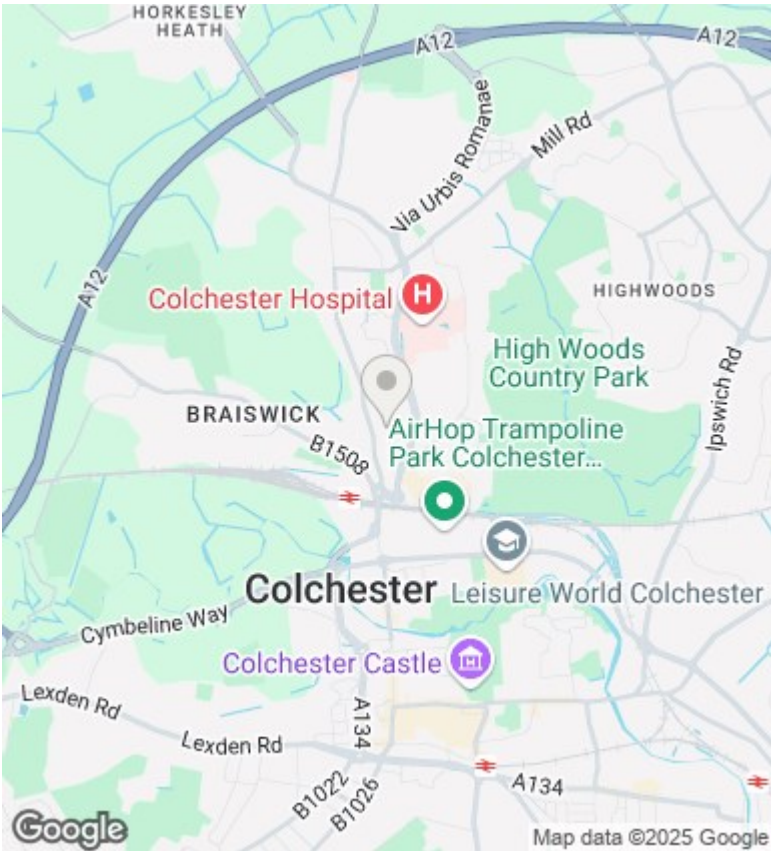 HORKESLEY
HEATH
A12
A12
Mill Rd
Via Urbis Romanae
A12
Colchester Hospital
H
HIGHWOODS
High Woods
Country Park
Ipswich Rd
BRAISWICK
AirHop Trampoline
Park Colchester...
B1508
Colchester
Leisure World Colchester
Cymbeline Way
Colchester Castle
Lexden Rd
A134
Lexden Rd
B1022
B1026
A134
Google
Map data ©2025 Google